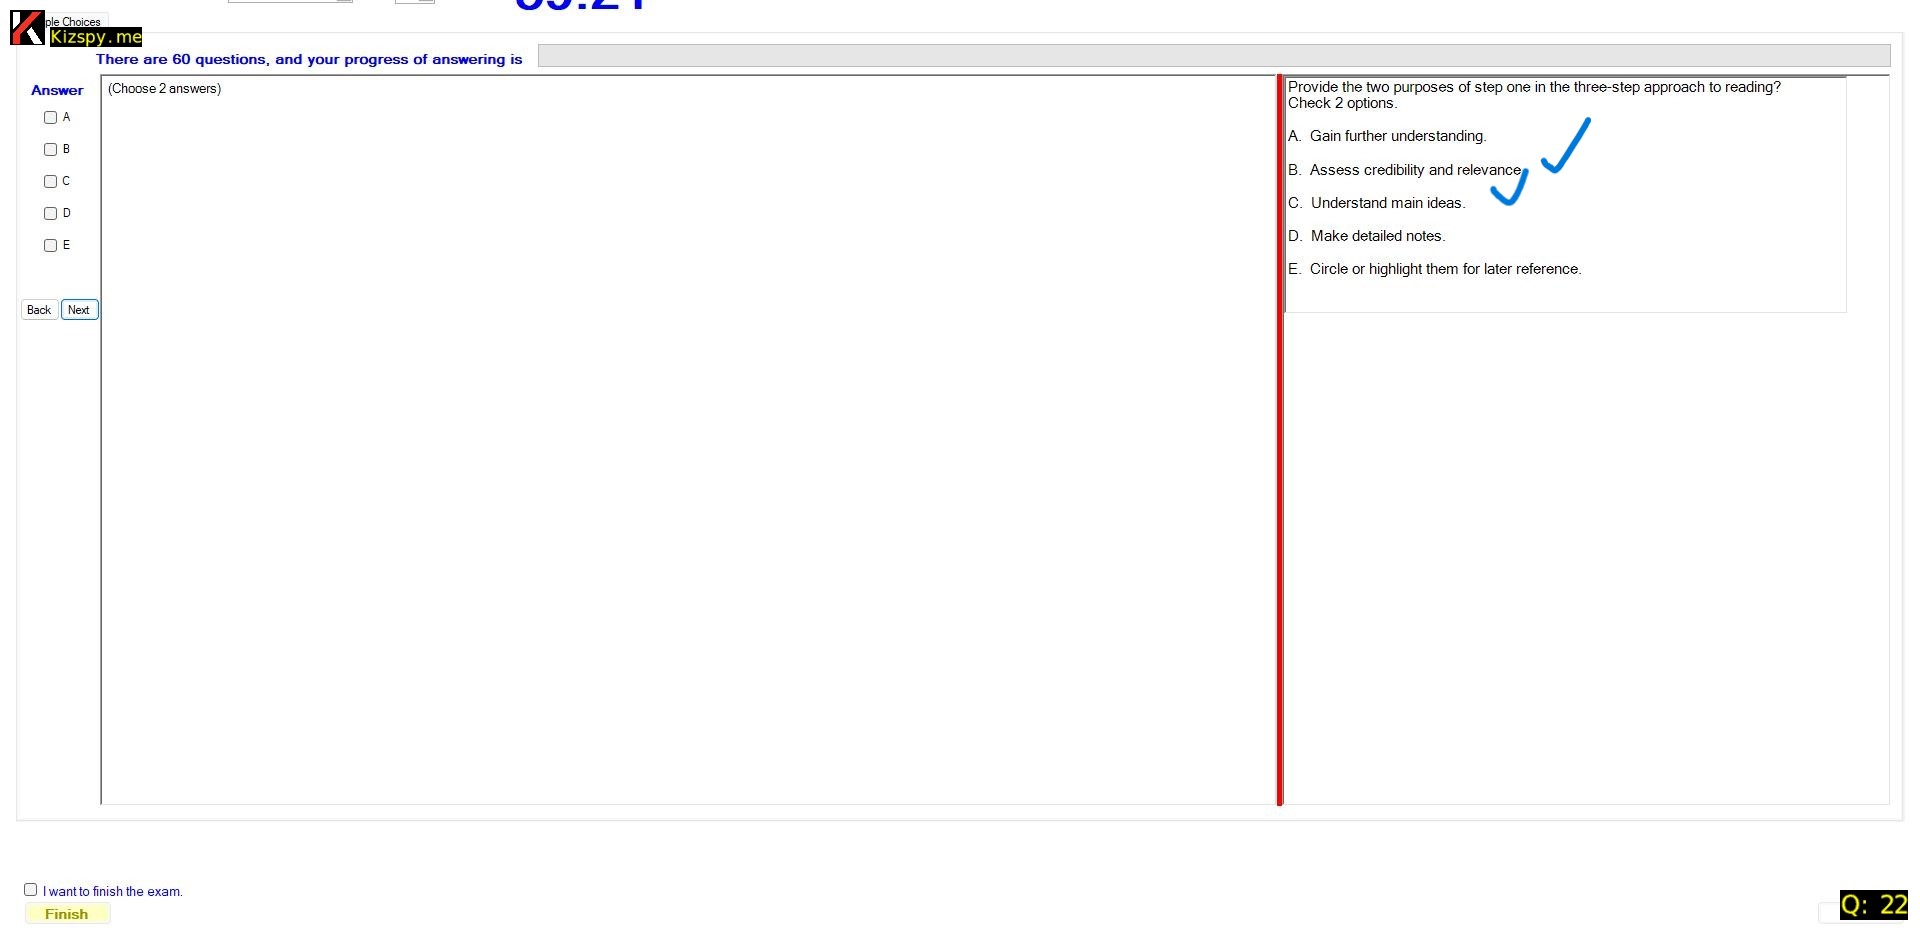 ple Choices
Kizspy.me
There are 60 questions, and your progress of answering is
Answer
(Choose 2 answers)
A
B
C
D
E
Back
Next
Provide the two purposes of step one in the three-step approach to reading?
Check 2 options.
A. Gain further understanding.
B. Assess credibility and relevance.
C. Understand main ideas.
D. Make detailed notes.
E. Circle or highlight them for later reference.
I want to finish the exam.
Finish
Q: 22